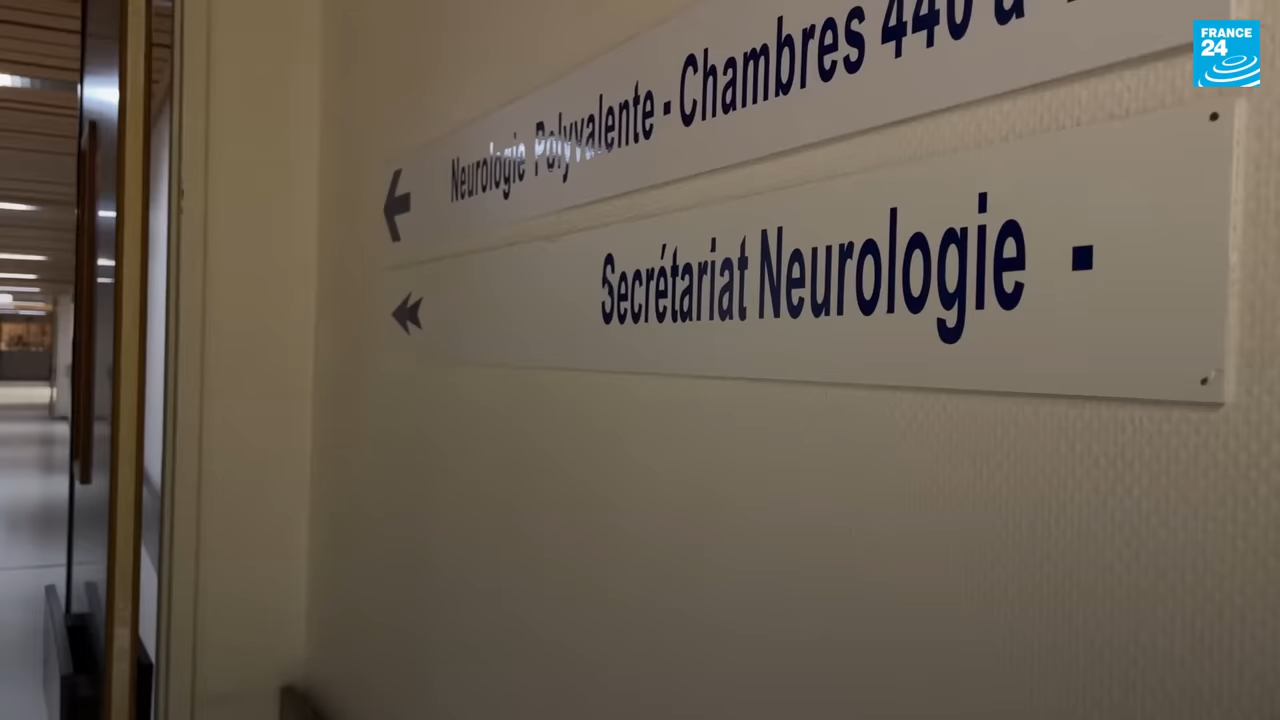 FRANCE
24
Neurologie Polyvalente - Chambres 440 à
Secrétariat Neurologie -